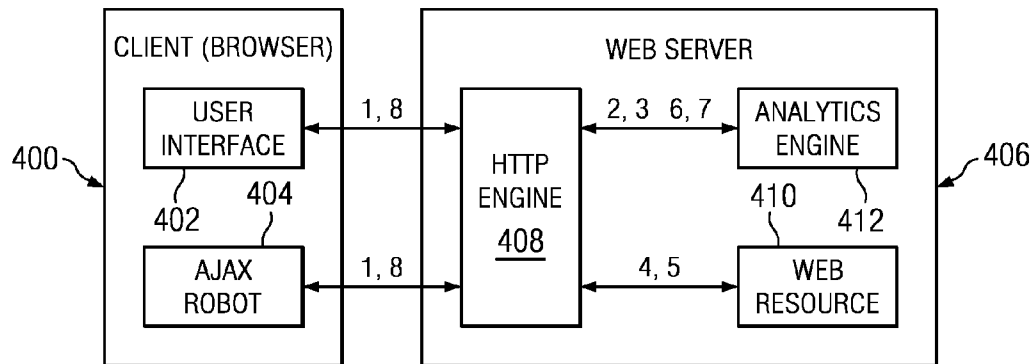 CLIENT (BROWSER)
WEB SERVER
USER
INTERFACE
1, 8
2, 3 6, 7
ANALYTICS
ENGINE
400
402
404
HTTP
ENGINE
408
410
412
406
AJAX
ROBOT
1, 8
4, 5
WEB
RESOURCE